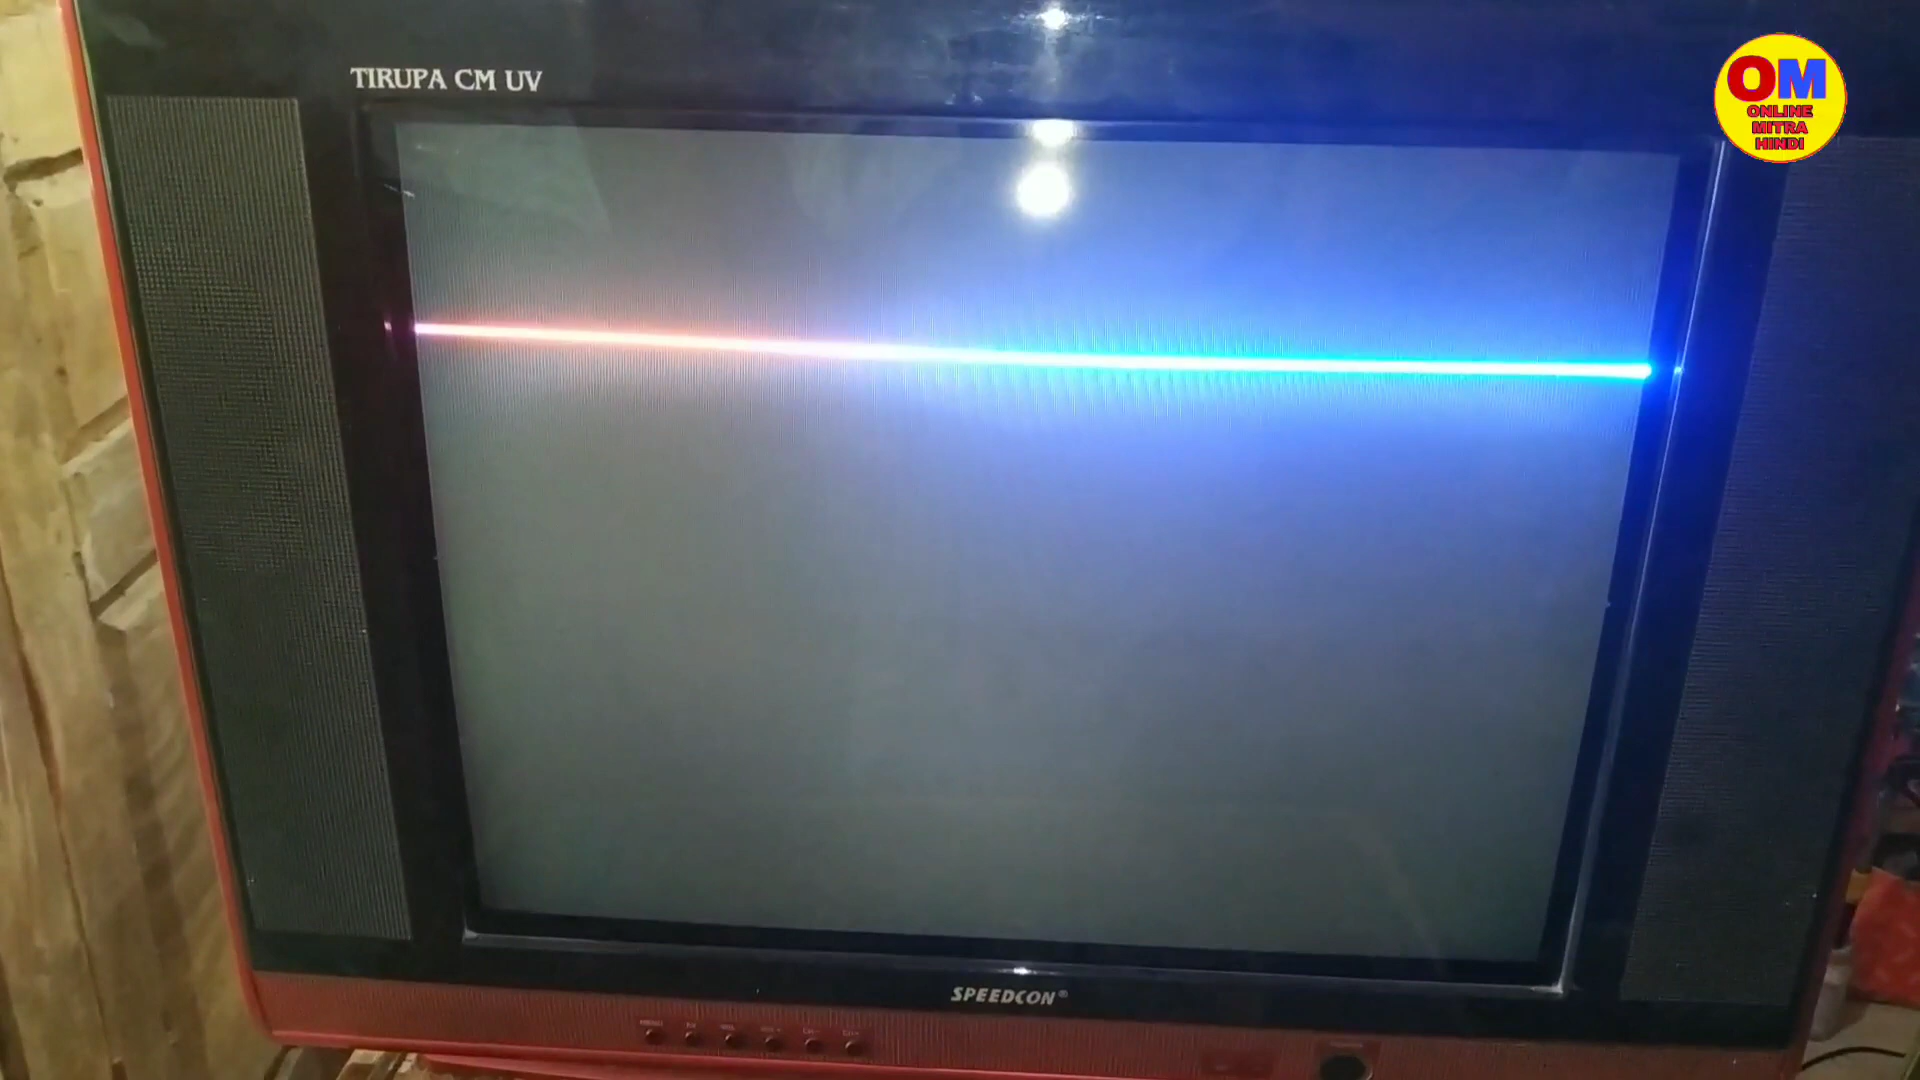 TIRUPA CM UV
OM
ONLINE
MITRA
HINDI
SPEEDCON®